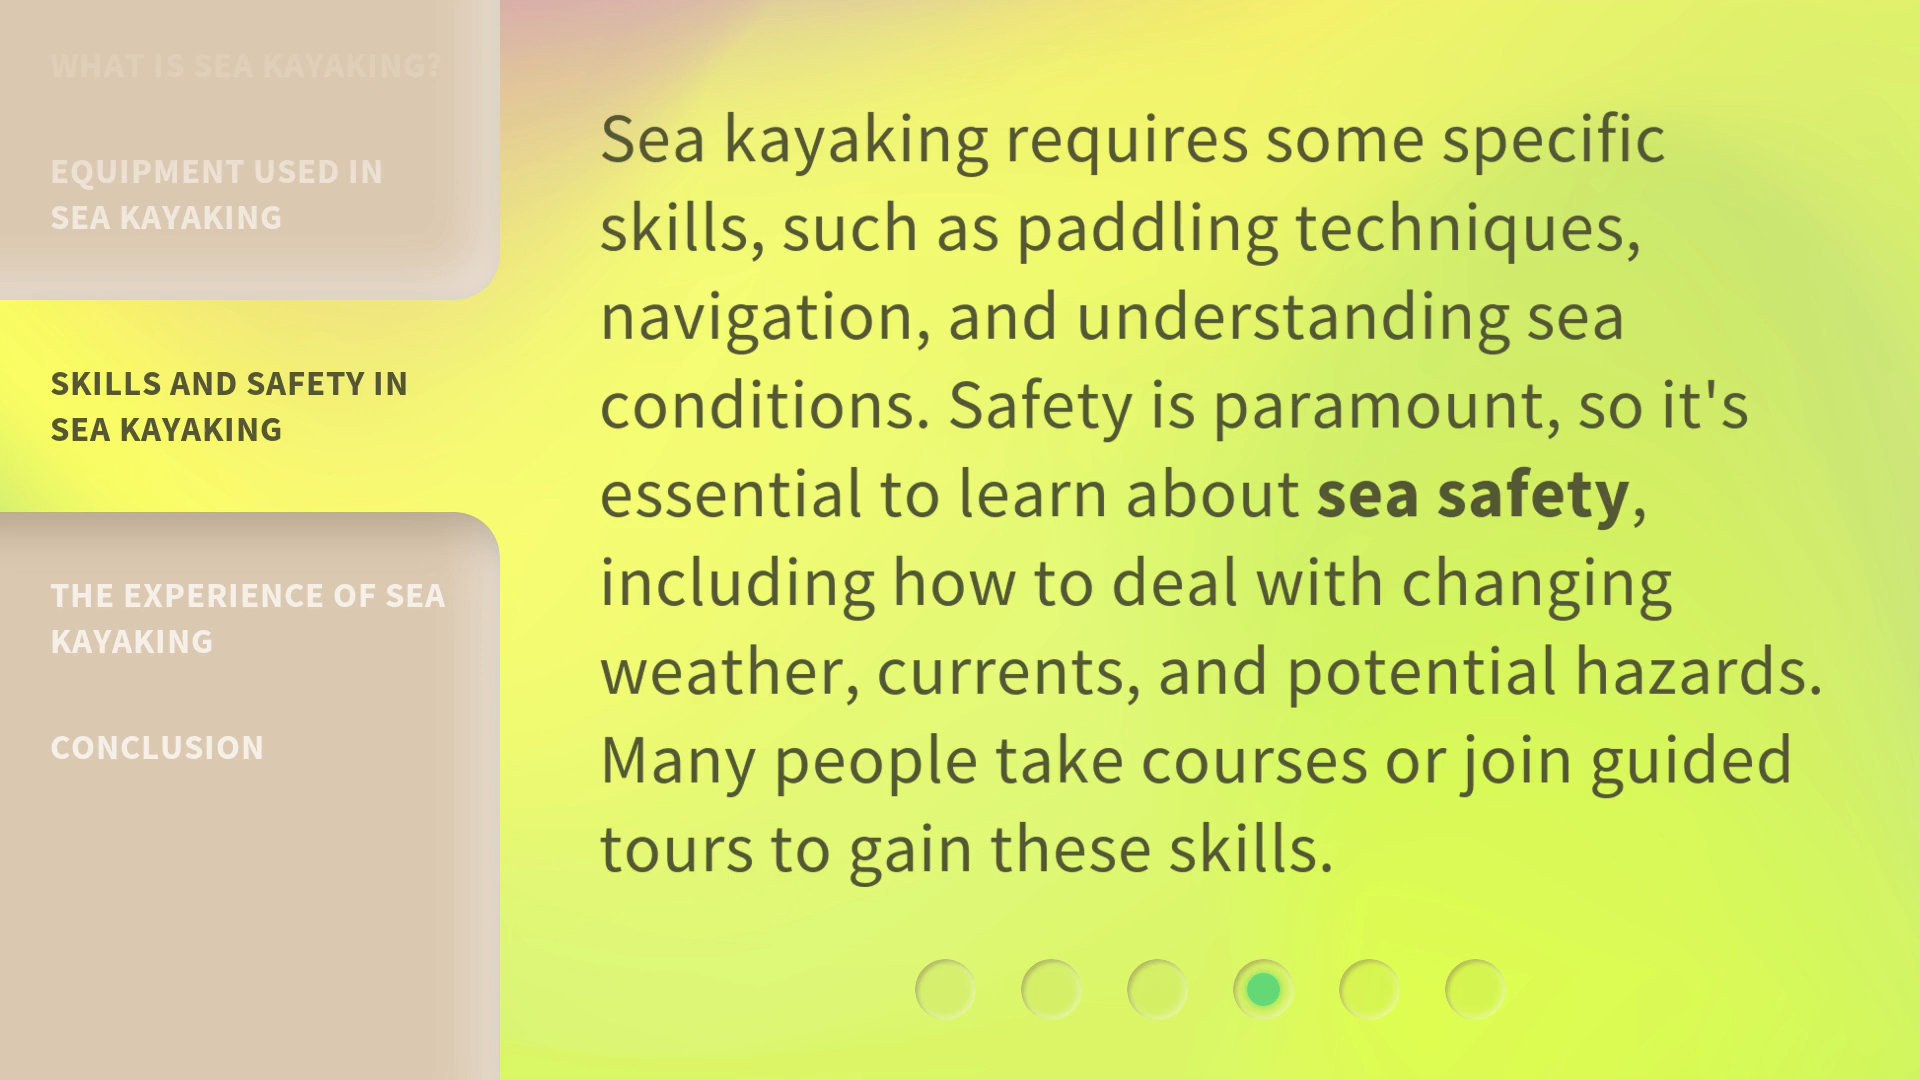 WHAT IS SEA KAYAKING?
EQUIPMENT USED IN
SEA KAYAKING
SKILLS AND SAFETY IN
SEA KAYAKING
THE EXPERIENCE OF SEA
KAYAKING
CONCLUSION
Sea kayaking requires some specific
skills, such as paddling techniques,
navigation, and understanding sea
conditions. Safety is paramount, so it's
essential to learn about sea safety,
including how to deal with changing
weather, currents, and potential hazards.
Many people take courses or join guided
tours to gain these skills.